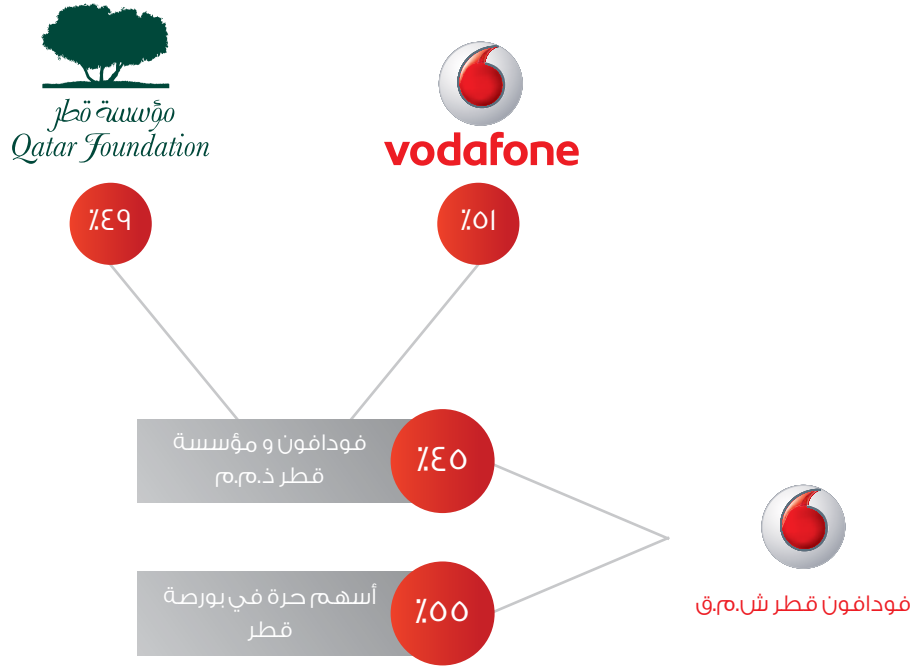 مؤسسة قطر
Qatar Foundation
vodafone
٪٤٩
٪٥١
فودافون و مؤسسة
قطر ذ.م.م
٪٤٥
أسهم حرة في بورصة
قطر
٪٥٥
فودافون قطر ش.م.ق